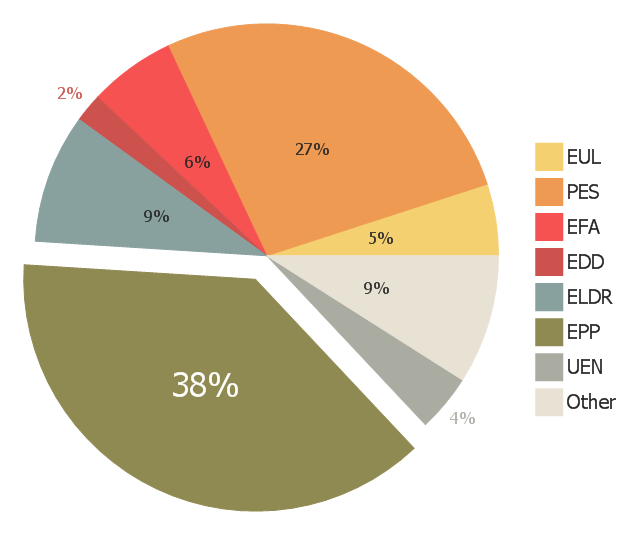 2%
27%
6%
9%
5%
9%
38%
4%
EUL
PES
EFA
EDD
ELDR
EPP
UEN
Other